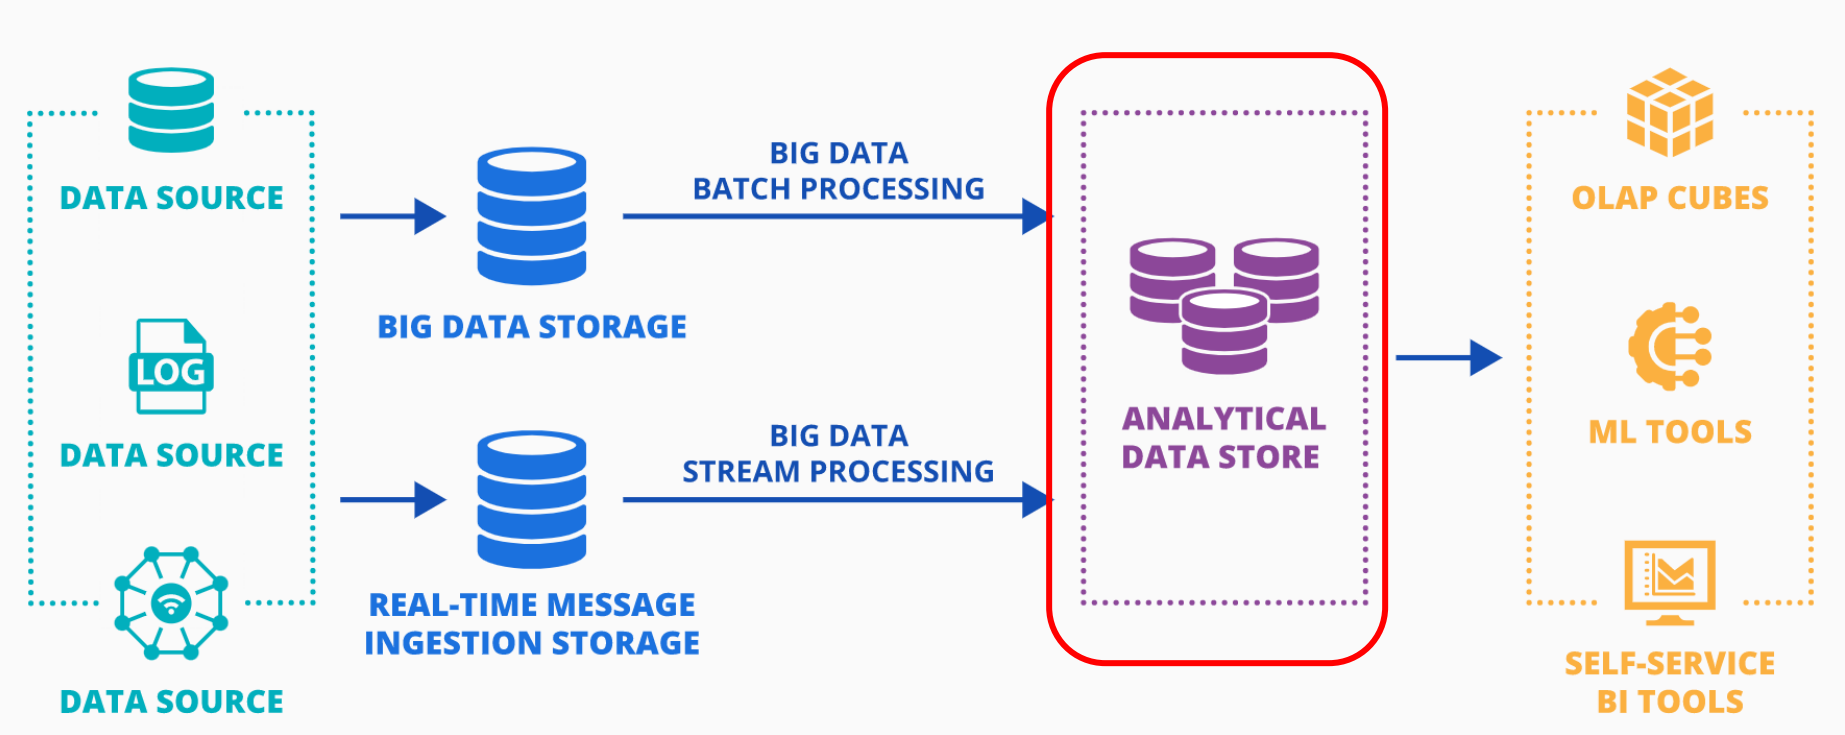 DATA SOURCE
LOG
DATA SOURCE
DATA SOURCE
BIG DATA STORAGE
REAL-TIME MESSAGE
INGESTION STORAGE
BIG DATA
BATCH PROCESSING
BIG DATA
STREAM PROCESSING
ANALYTICAL
DATA STORE
OLAP CUBES
ML TOOLS
SELF-SERVICE
BI TOOLS